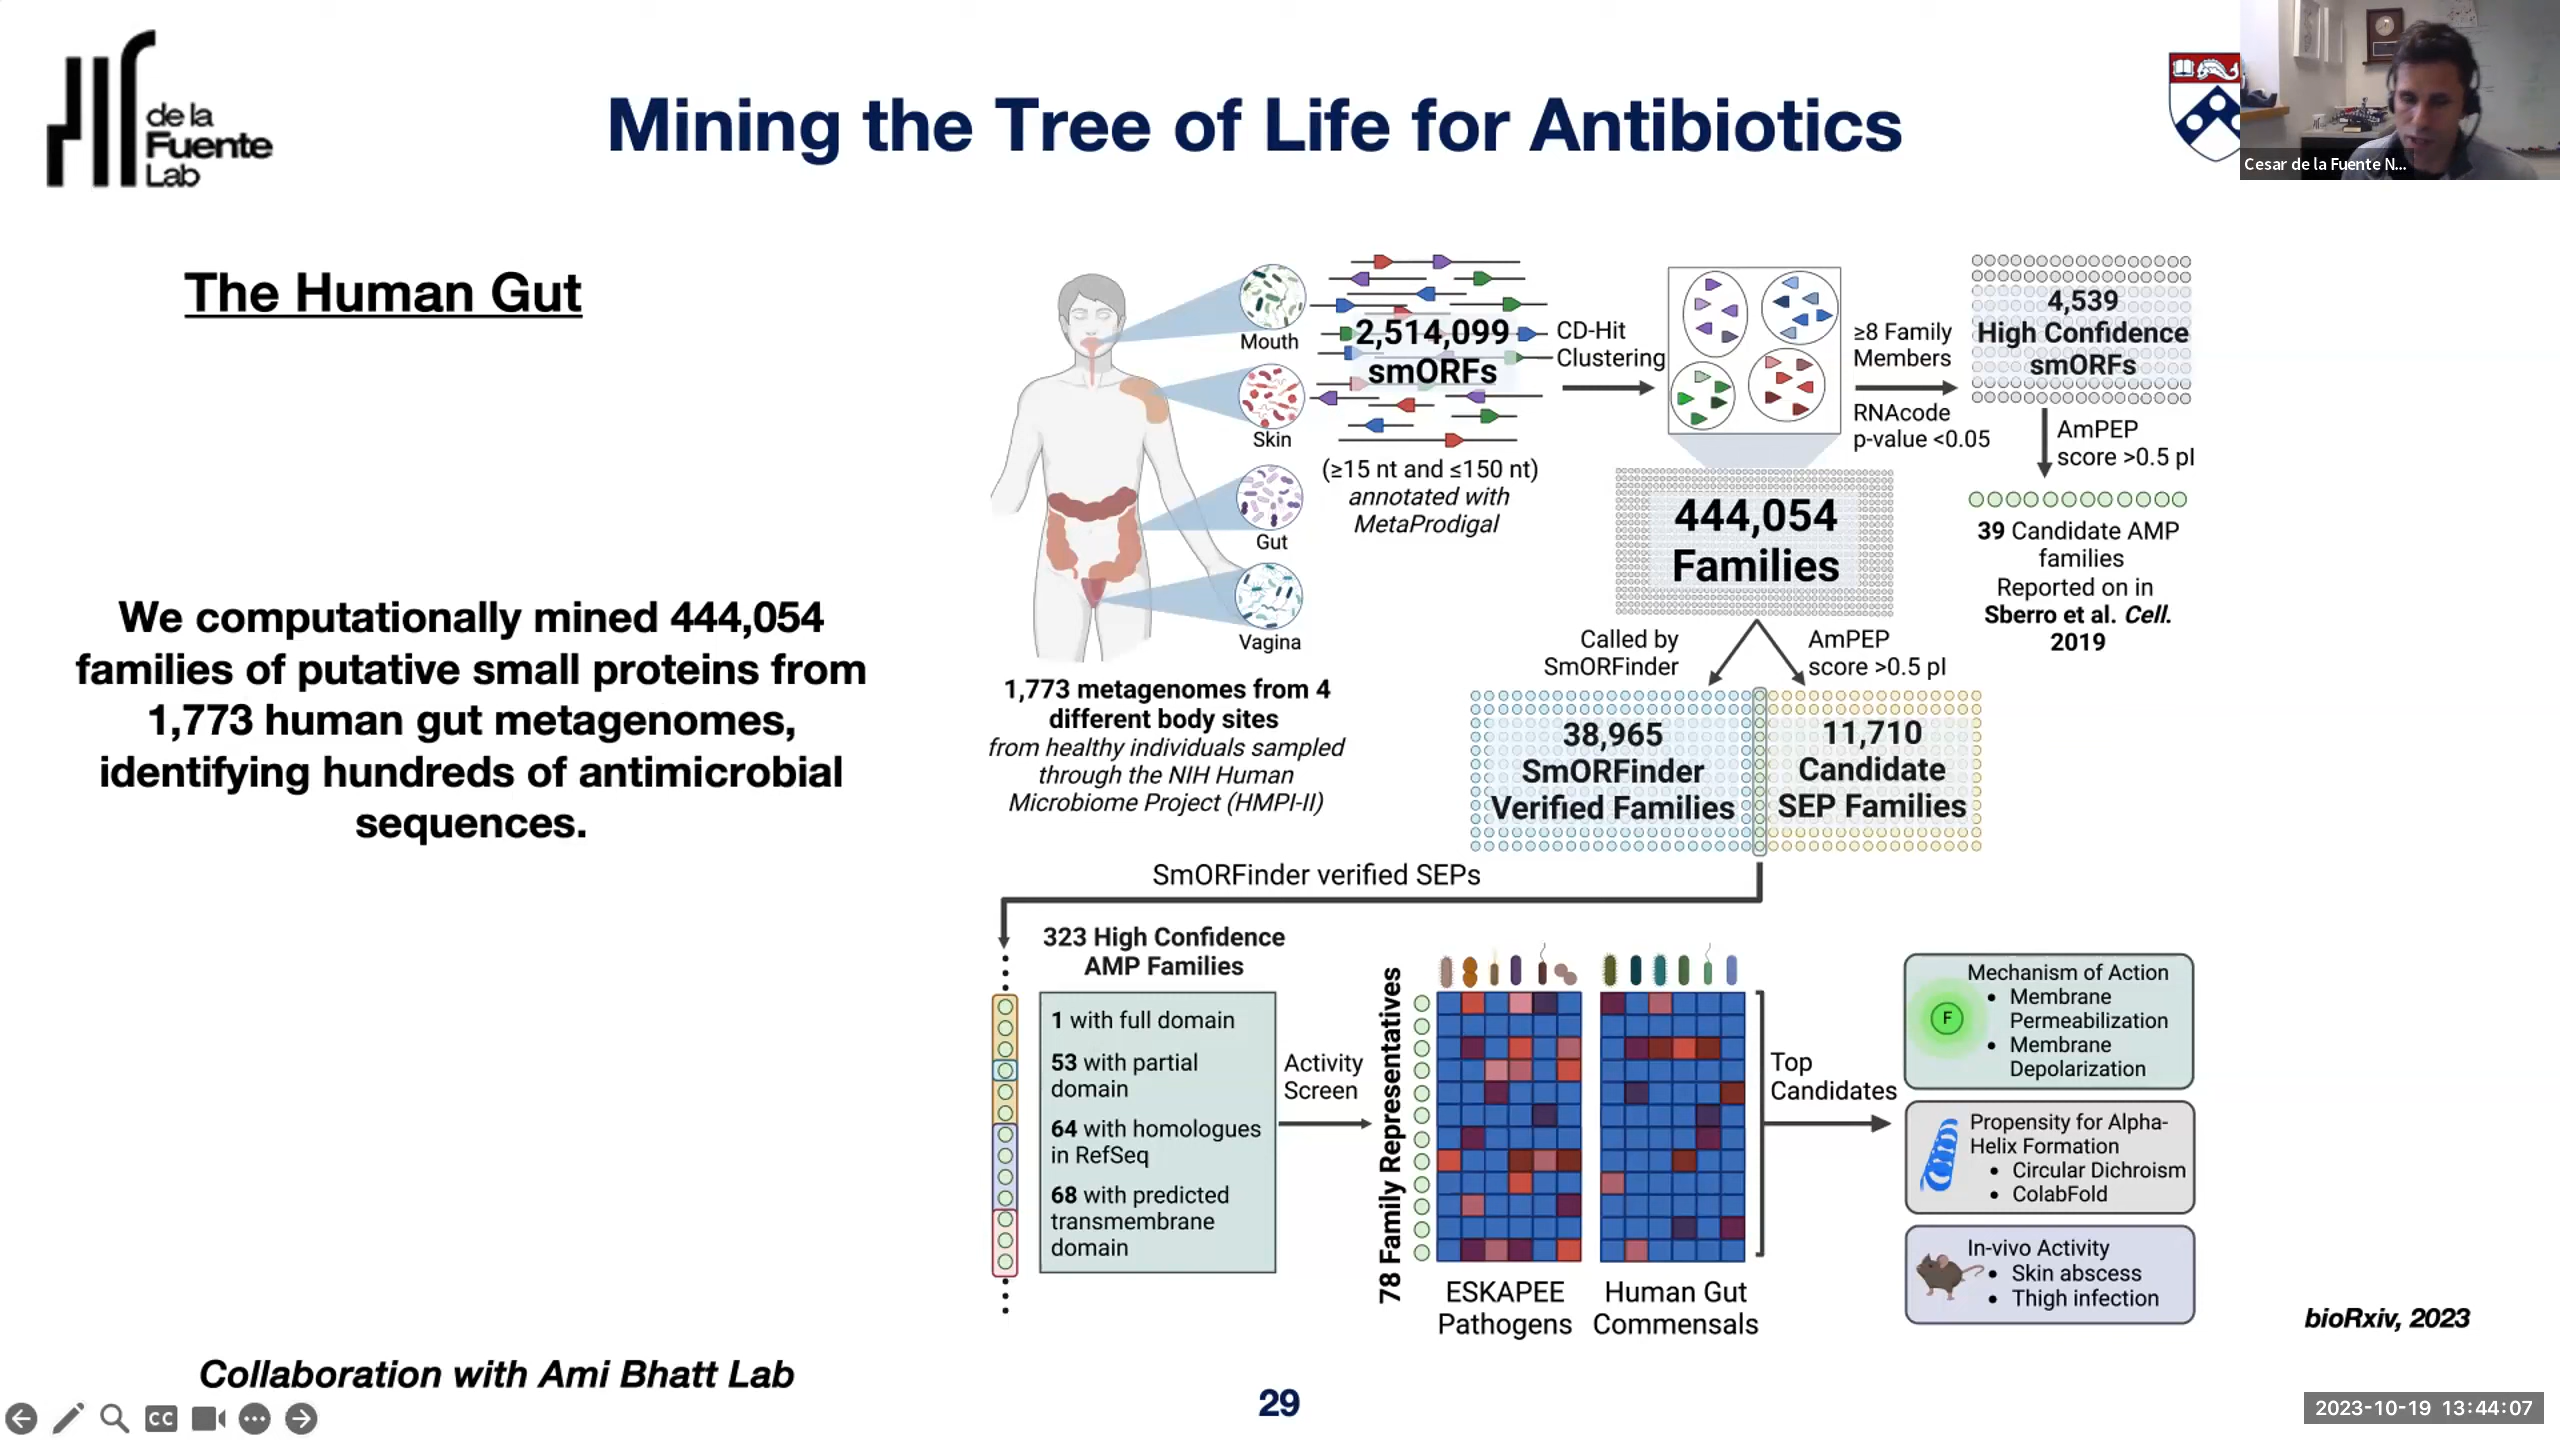 de la
Fuente
Lab
Mining the Tree of Life for Antibiotics
Cesar de la Fuente N...
The Human Gut
We computationally mined 444,054
families of putative small proteins from
1,773 human gut metagenomes,
identifying hundreds of antimicrobial
sequences.
Mouth
Skin
Gut
Vagina
1,773 metagenomes from 4
different body sites
from healthy individuals sampled
through the NIH Human
Microbiome Project (HMPI-II)
2,514,099
smORFs
(≥15 nt and ≤150 nt)
annotated with
MetaProdigal
CD-Hit
Clustering
≥8 Family
Members
RNAcode
p-value <0.05
4,539
High Confidence
smORFs
AmPEP
score >0.5 pl
39 Candidate AMP
families
Reported on in
Sberro et al. Cell.
2019
444,054
Families
Called by
SmORFinder
AmPEP
score >0.5 pl
38,965
SmORFinder
Verified Families
11,710
Candidate
SEP Families
SmORFinder verified SEPs
323 High Confidence
AMP Families
1 with full domain
53 with partial
domain
64 with homologues
in RefSeq
68 with predicted
transmembrane
domain
Activity
Screen
78 Family Representatives
ESKAPEE
Pathogens
Human Gut
Commensals
Top
Candidates
F
Mechanism of Action
• Membrane
Permeabilization
• Membrane
Depolarization
Propensity for Alpha-
Helix Formation
• Circular Dichroism
• ColabFold
In-vivo Activity
• Skin abscess
• Thigh infection
bioRxiv, 2023
Collaboration with Ami Bhatt Lab
29
CC
2023-10-19 13:44:07